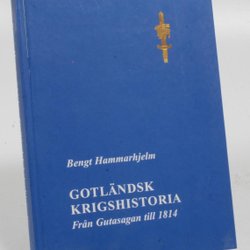 Bengt Hammarhjelm
GOTLÄNDSK
KRIGSHISTORIA
Från Gutasagan till 1814